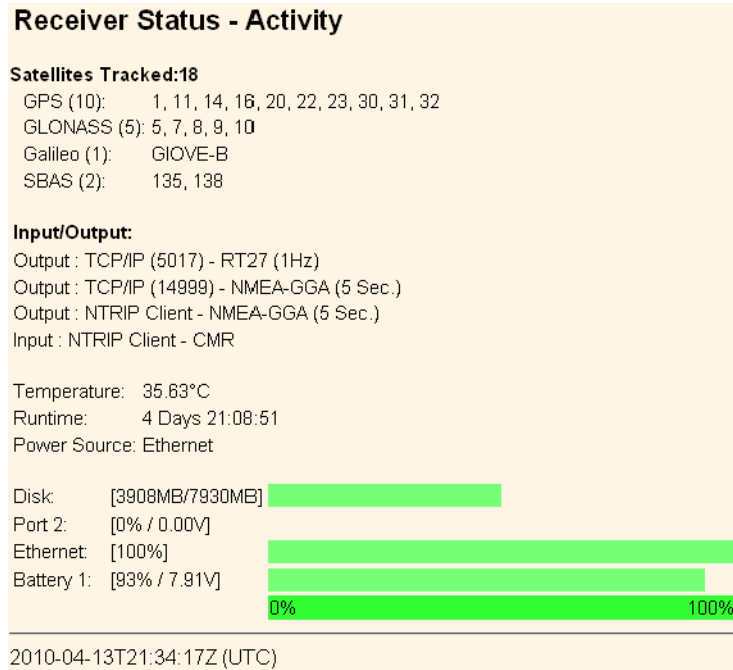 Receiver Status - Activity
Satellites Tracked:18
GPS (10): 1, 11, 14, 16, 20, 22, 23, 30, 31, 32
GLONASS (5): 5, 7, 8, 9, 10
Galileo (1): GIOVE-B
SBAS (2): 135, 138
Input/Output:
Output : TCP/IP (5017) - RT27 (1Hz)
Output : TCP/IP (14999) - NMEA-GGA (5 Sec.)
Output : NTRIP Client - NMEA-GGA (5 Sec.)
Input : NTRIP Client - CMR
Temperature: 35.63°C
Runtime: 4 Days 21:08:51
Power Source: Ethernet
Disk: [3908MB/7930MB]
Port 2: [0% / 0.00V]
Ethernet: [100%]
Battery 1: [93% / 7.91V]
0% 100%
2010-04-13T21:34:17Z (UTC)